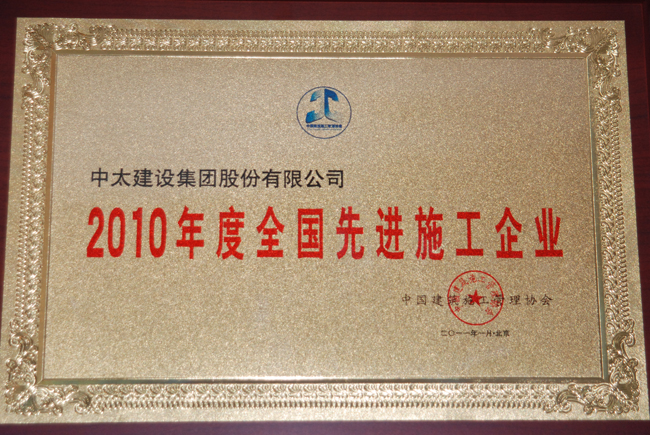 中太建设集团股份有限公司
2010年度全国先进施工企业
中国建筑施工管理协会
二〇一一年一月·北京